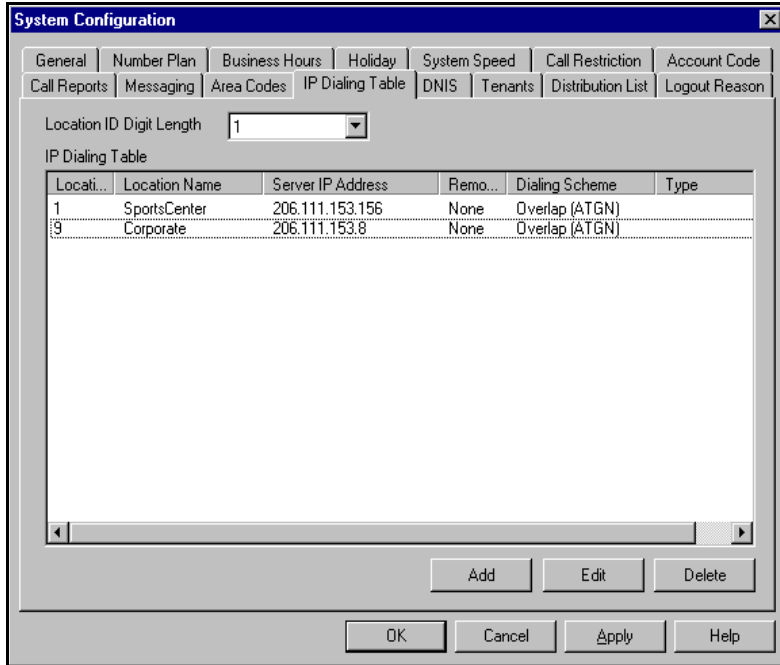 System Configuration
General Number Plan Business Hours Holiday System Speed Call Restriction Account Code
Call Reports Messaging Area Codes IP Dialing Table DNIS Tenants Distribution List Logout Reason
Location ID Digit Length 1
IP Dialing Table
Locati... Location Name Server IP Address Remo... Dialing Scheme Type
1 SportsCenter 206.111.153.156 None Overlap (ATGN)
9 Corporate 206.111.153.8 None Overlap (ATGN)
Add Edit Delete
OK Cancel Apply Help